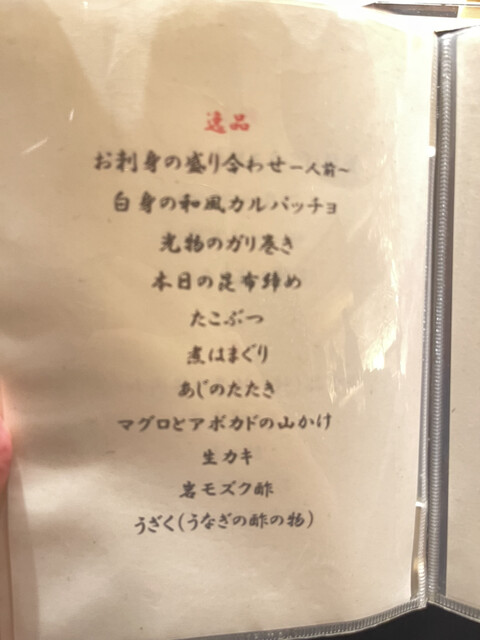 逸品
お刺身の盛り合わせ一人前~
白身の和風カルパッチョ
光物のガリ巻き
本日の昆布締め
たこぶつ
煮はまぐり
あじのたたき
マグロとアボカドの山かけ
生カキ
岩モズク酢
うざく(うなぎの酢の物)